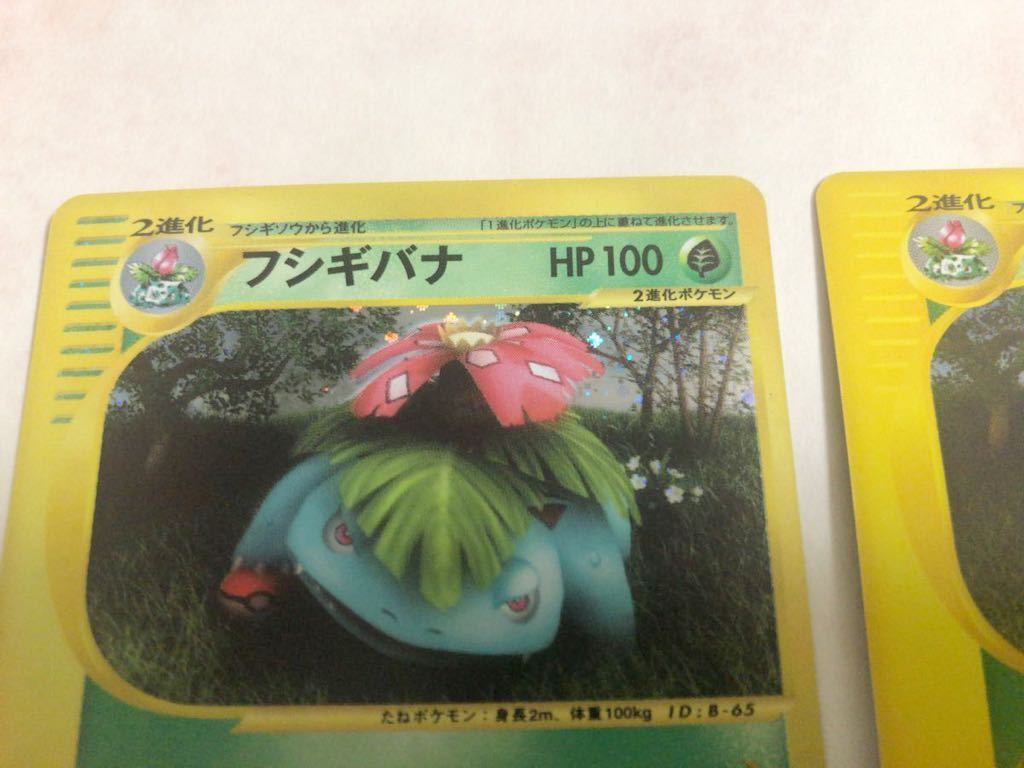 2進化
フシギソウから進化
「1進化ポケモン」の上に重ねて進化させます。
フシギバナ
HP 100
2進化ポケモン
たねポケモン:身長2m、体重100kg ID:B-65
2進化